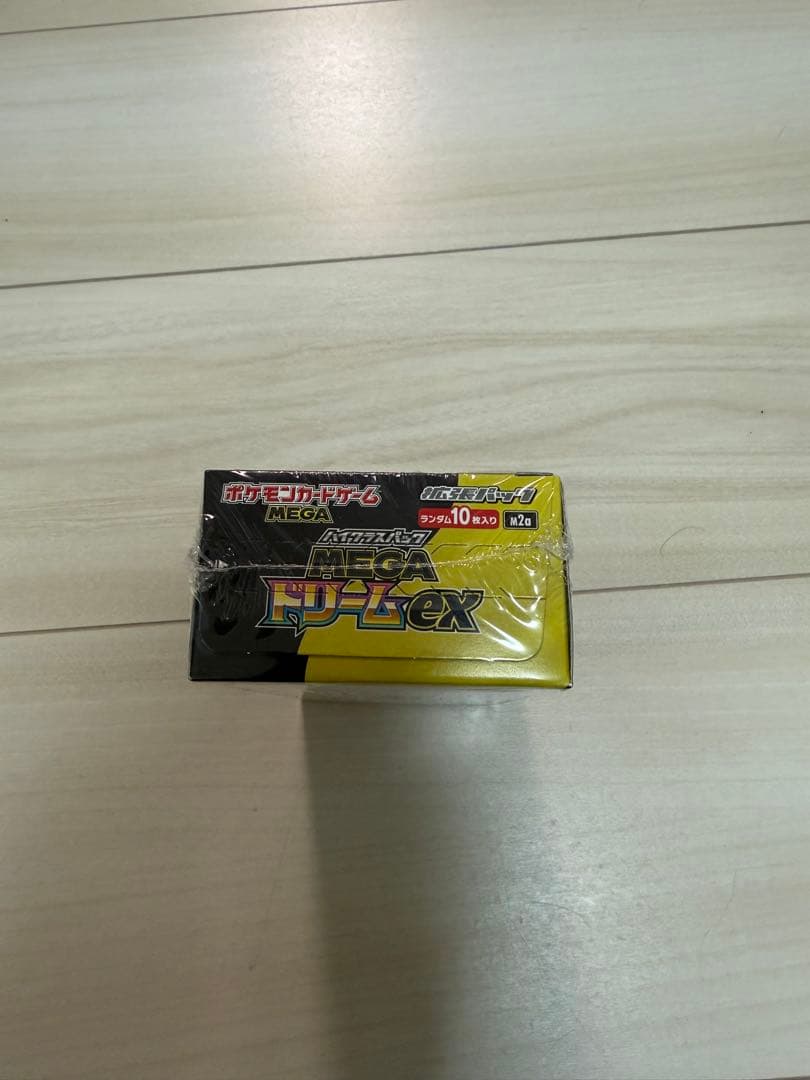 ポケモンカードゲーム
MEGA
拡張パック
ランダム10枚入り
M2a
ハイクラスパック
MEGA
ドリームex